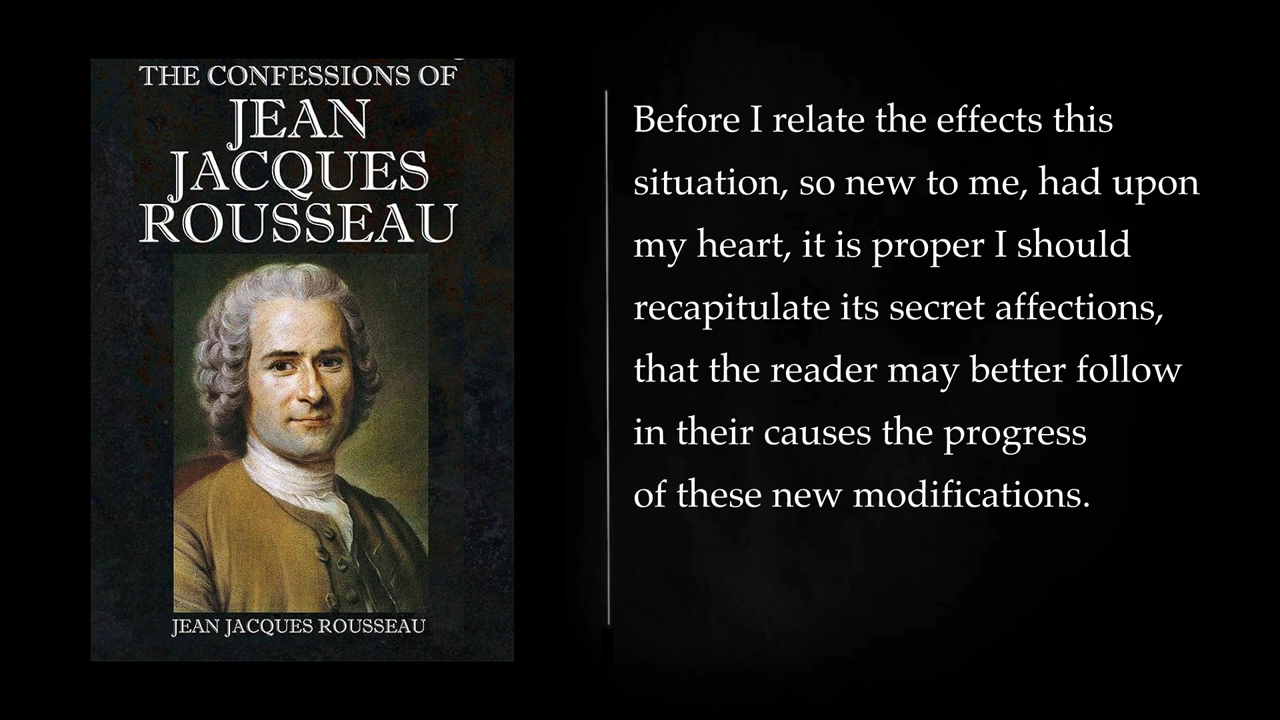 THE CONFESSIONS OF
JEAN
JACQUES
ROUSSEAU
JEAN JACQUES ROUSSEAU
Before I relate the effects this
situation, so new to me, had upon
my heart, it is proper I should
recapitulate its secret affections,
that the reader may better follow
in their causes the progress
of these new modifications.